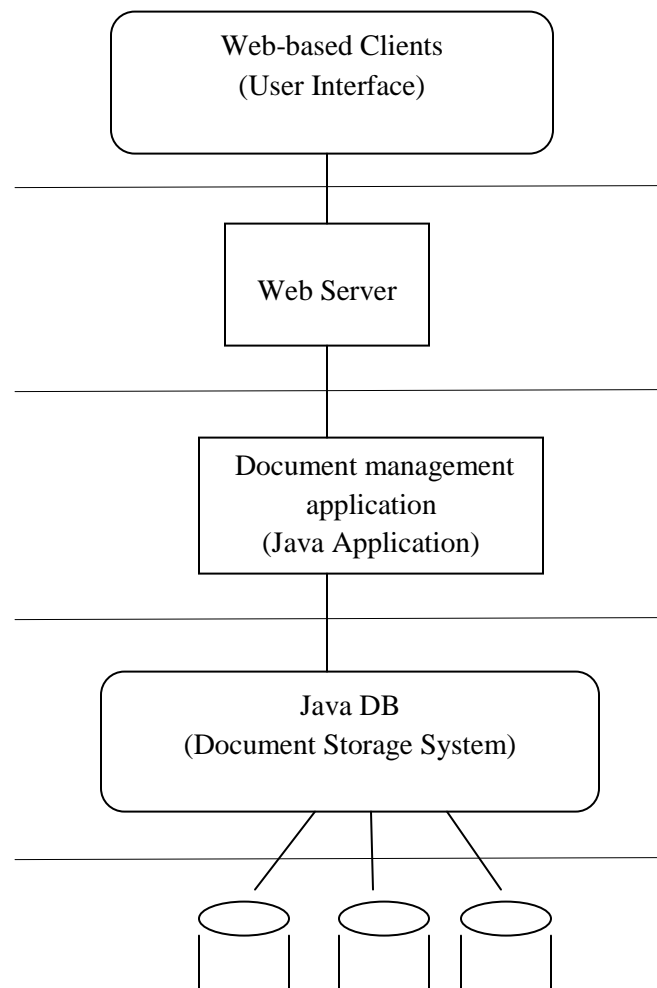 Web-based Clients
(User Interface)
Web Server
Document management
application
(Java Application)
Java DB
(Document Storage System)